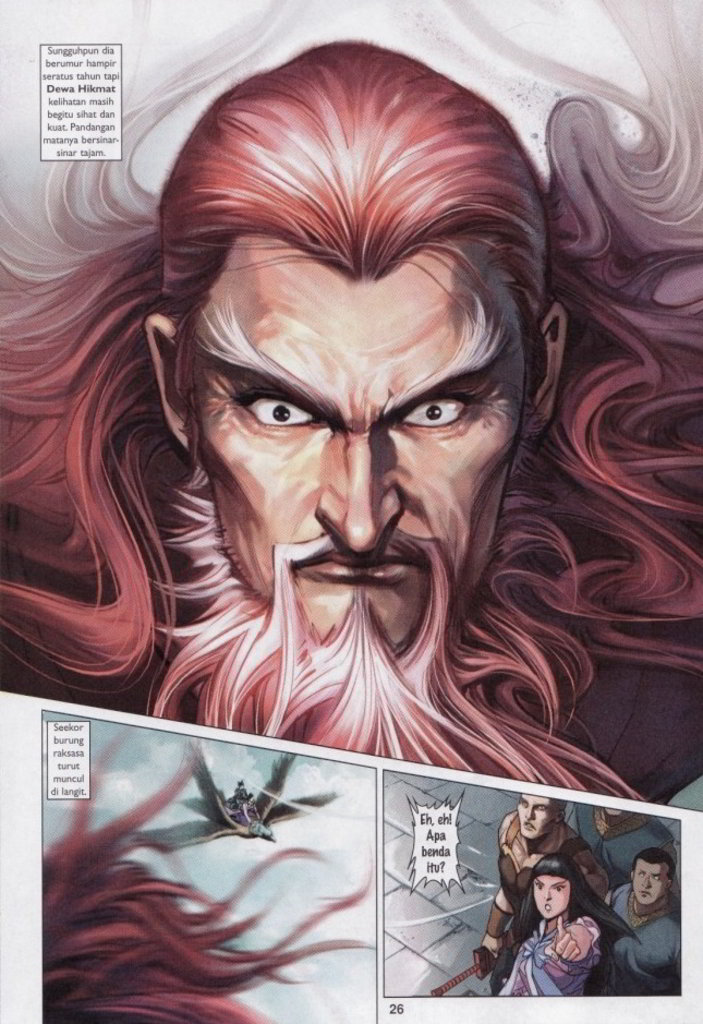 Sungguhpun dia
berumur hampir
seratus tahun tapi
Dewa Hikmat
kelihatan masih
begitu sihat dan
kuat. Pandangan
matanya bersinar-
sinar tajam.
Seekor
burung
raksasa
turut
muncul
di langit.
Eh, eh!
Apa
benda
itu?
26